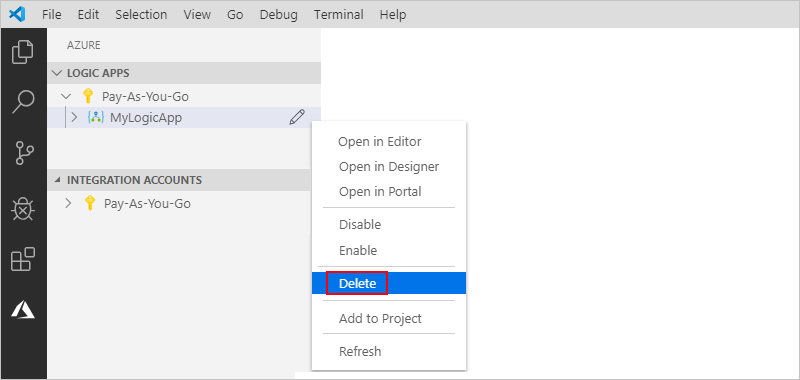 File Edit Selection View Go Debug Terminal Help
AZURE
LOGIC APPS
Pay-As-You-Go
MyLogicApp
Open in Editor
Open in Designer
Open in Portal
Disable
Enable
Delete
Add to Project
Refresh
INTEGRATION ACCOUNTS
Pay-As-You-Go